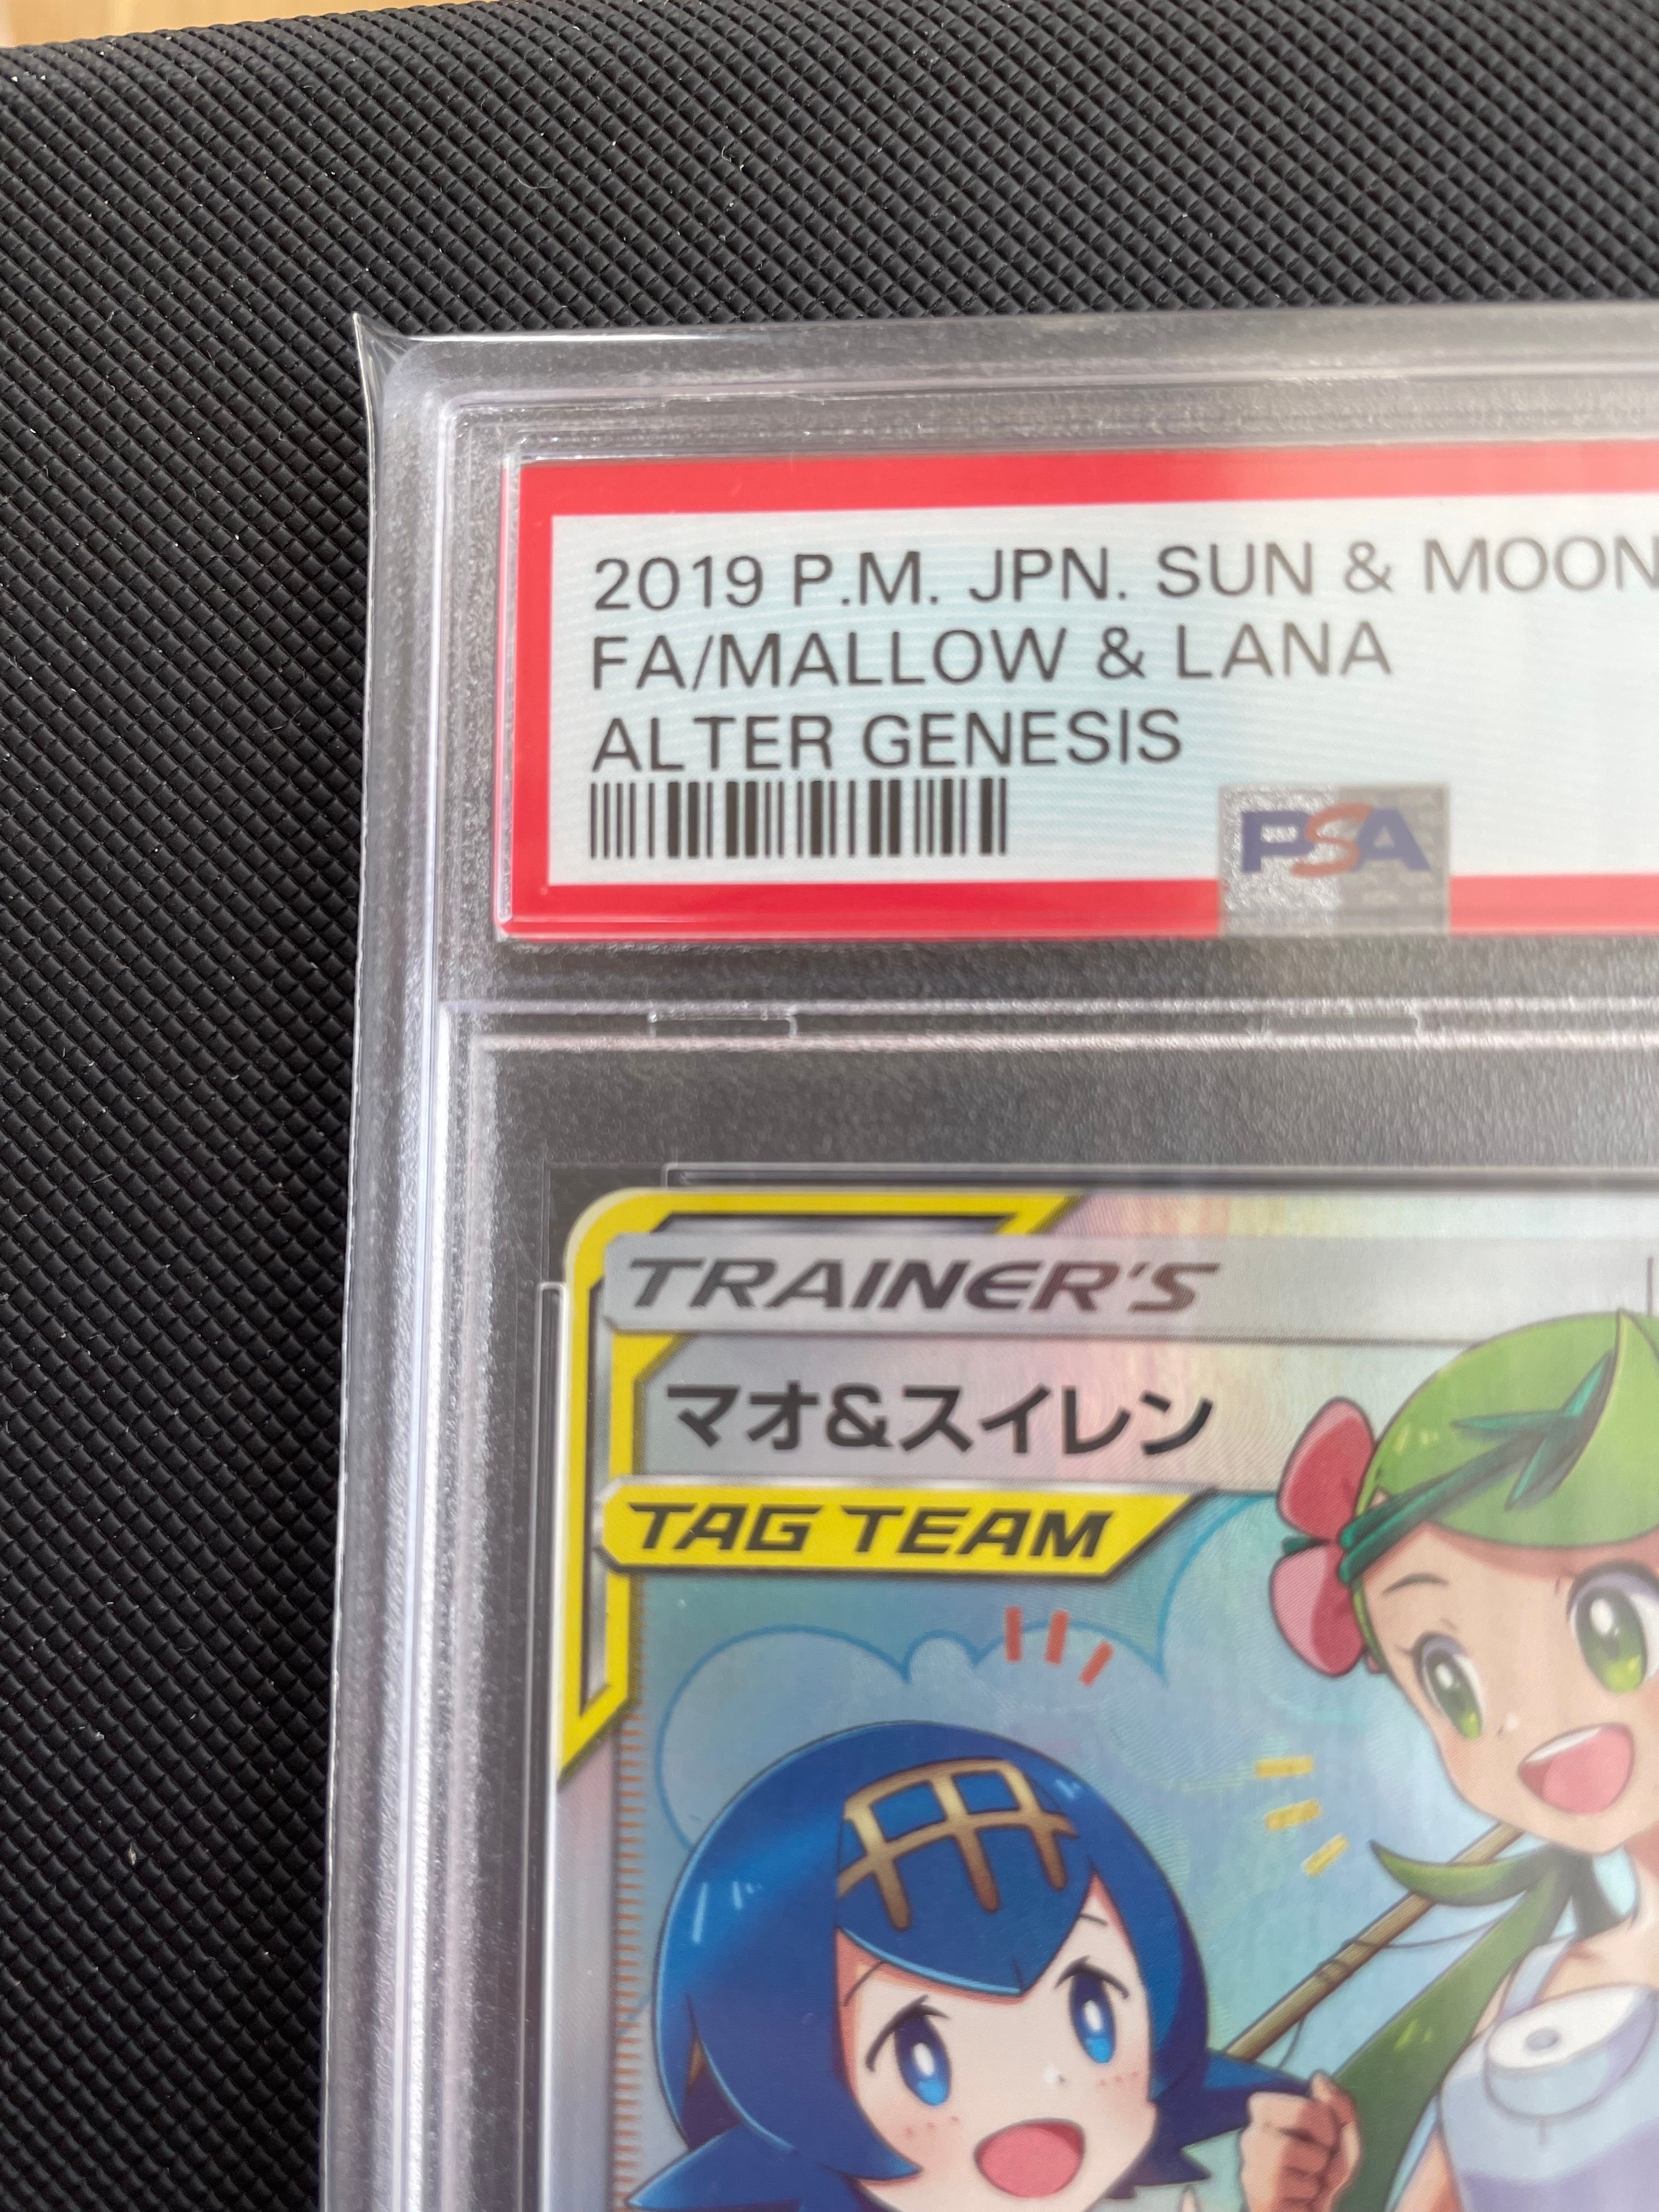 2019 P.M. JPN. SUN & MOON
FA/MALLOW & LANA
ALTER GENESIS
PSA
TRAINER'S
マオ&スイレン
TAG TEAM